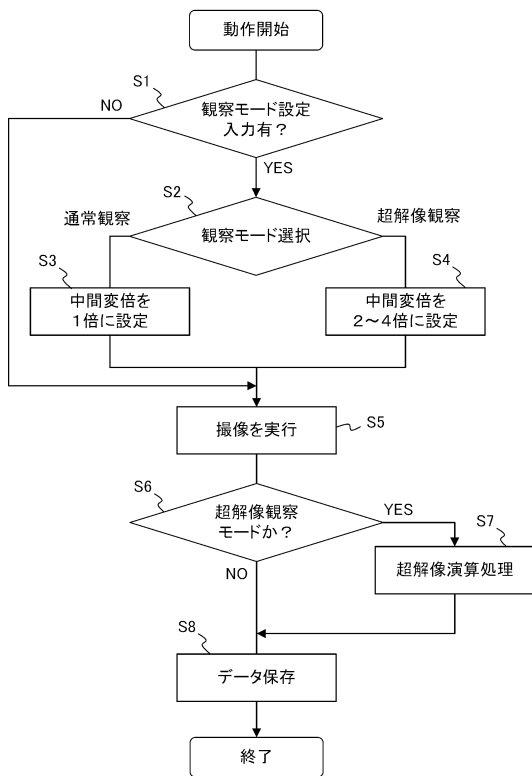 動作開始
S1
NO
観察モード設定
入力有？
YES
S2
通常観察
超解像観察
観察モード選択
S3
S4
中間変倍を
1倍に設定
中間変倍を
2～4倍に設定
撮像を実行
S5
S6
超解像観察
モードか？
YES
S7
NO
超解像演算処理
S8
データ保存
終了